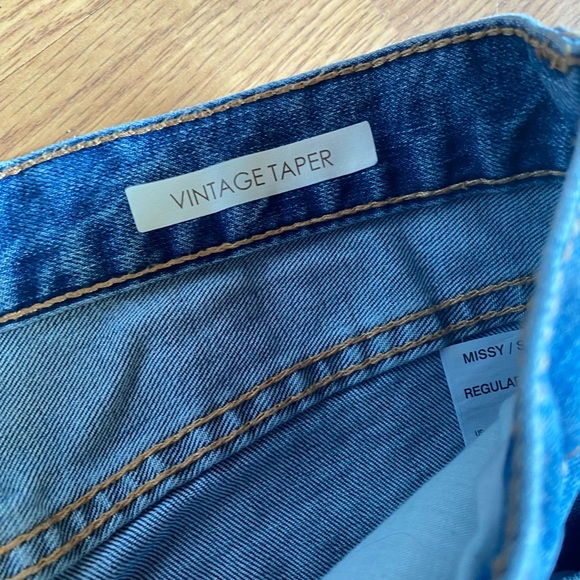 VINTAGE TAPER
MISSY /
REGULAR